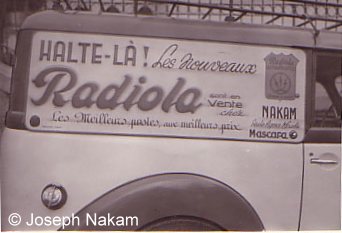 HALTE-LÀ! Les Nouveaux
Radiola
sont en
Vente
chez
Les Meilleurs postes, aux meilleurs prix
Radiola
NAKAM
Mascara
© Joseph Nakam